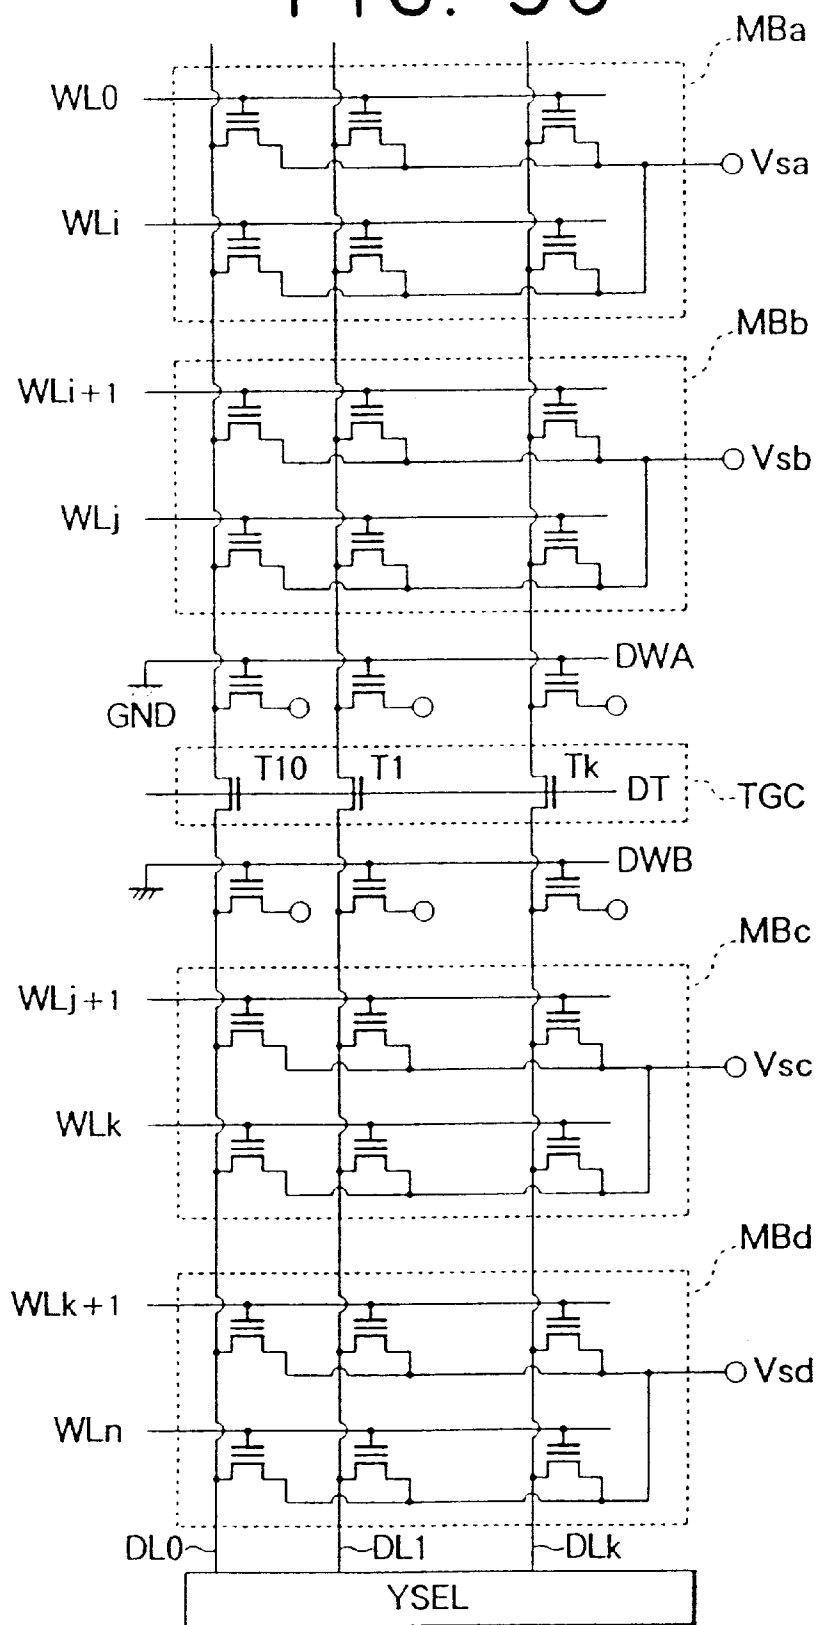 MBa
WL0
Vsa
WLi
MBb
WLi+1
Vsb
WLj
DWA
GND
T10 T1 Tk
DT
TGC
DWB
MBc
WLj+1
Vsc
WLk
MBd
WLk+1
Vsd
WLn
DL0 DL1 DLk
YSEL